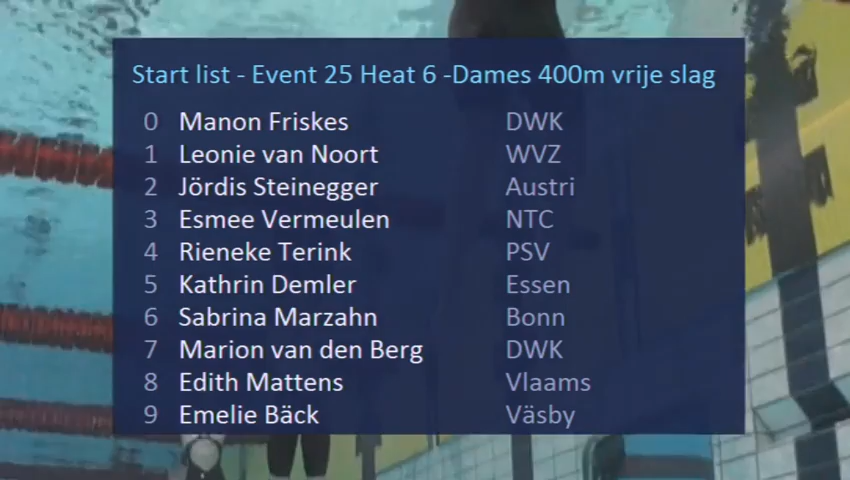 Start list - Event 25 Heat 6 -Dames 400m vrije slag
0 Manon Friskes DWK
1 Leonie van Noort WVZ
2 Jördis Steinegger Austri
3 Esmee Vermeulen NTC
4 Rieneke Terink PSV
5 Kathrin Demler Essen
6 Sabrina Marzahn Bonn
7 Marion van den Berg DWK
8 Edith Mattens Vlaams
9 Emelie Bäck Väsby